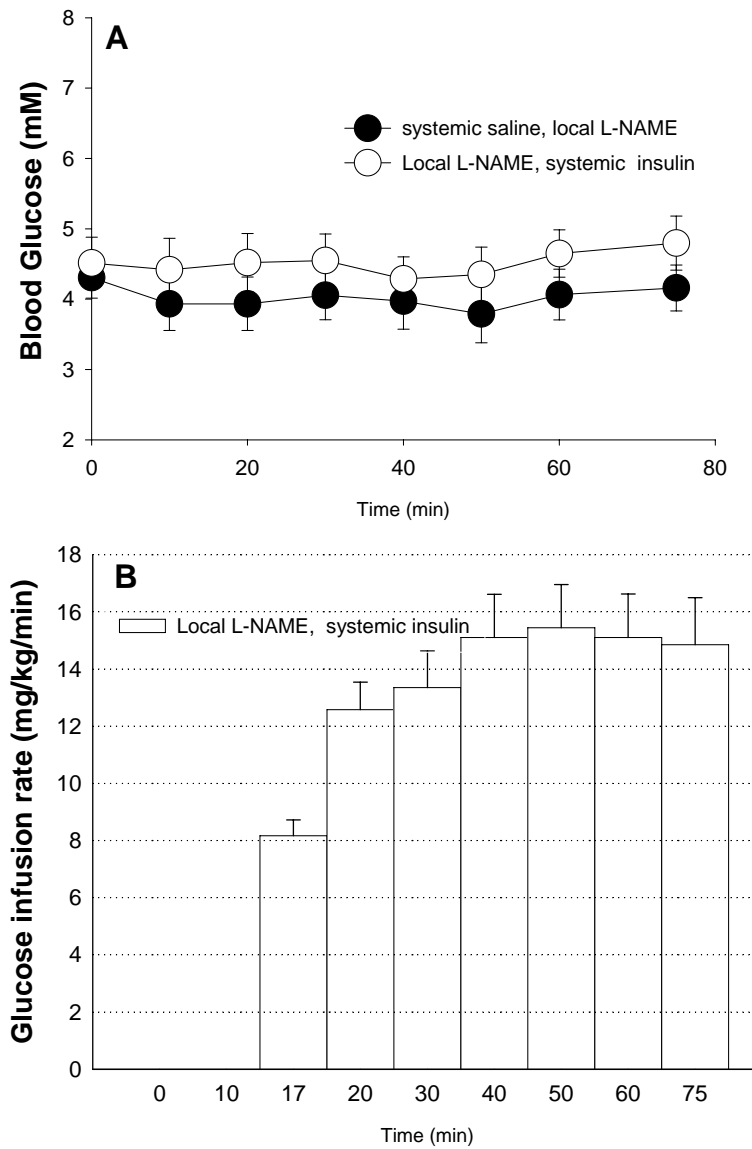 A
8
7
6
5
4
3
2
Blood Glucose (mM)
systemic saline, local L-NAME
Local L-NAME, systemic insulin
0 20 40 60 80
Time (min)
B
18
16
14
12
10
8
6
4
2
0
Glucose infusion rate (mg/kg/min)
Local L-NAME, systemic insulin
0 10 17 20 30 40 50 60 75
Time (min)